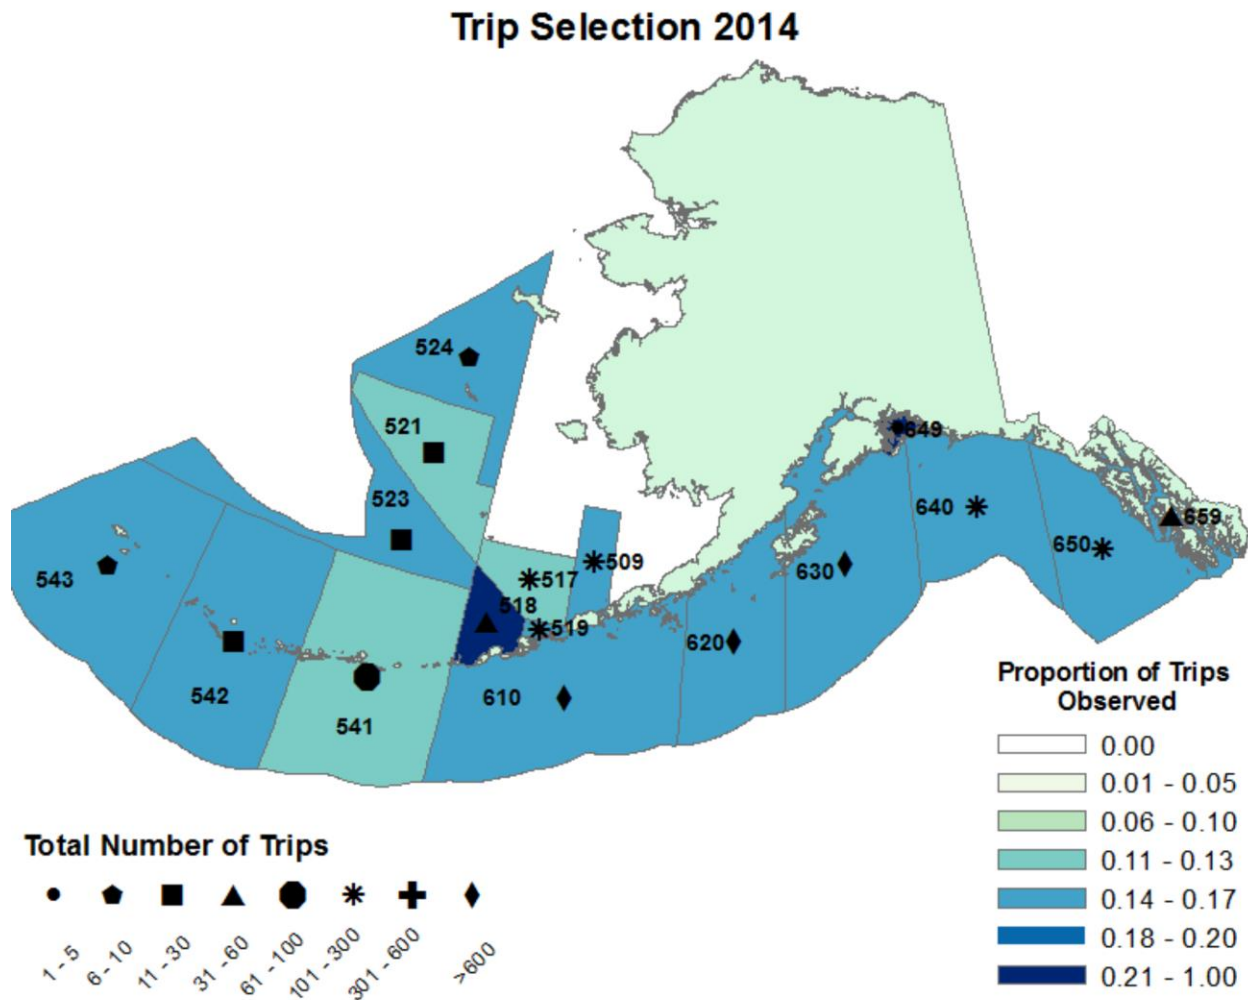 Trip Selection 2014
524
521
523
649
640
659
650
509
543
517
630
518
519
620
542
610
541
Proportion of Trips
Observed
0.00
0.01 - 0.05
0.06 - 0.10
0.11 - 0.13
0.14 - 0.17
0.18 - 0.20
0.21 - 1.00
Total Number of Trips
1 - 5
6 - 10
11 - 30
31 - 60
61 - 100
101 - 300
301 - 600
>600